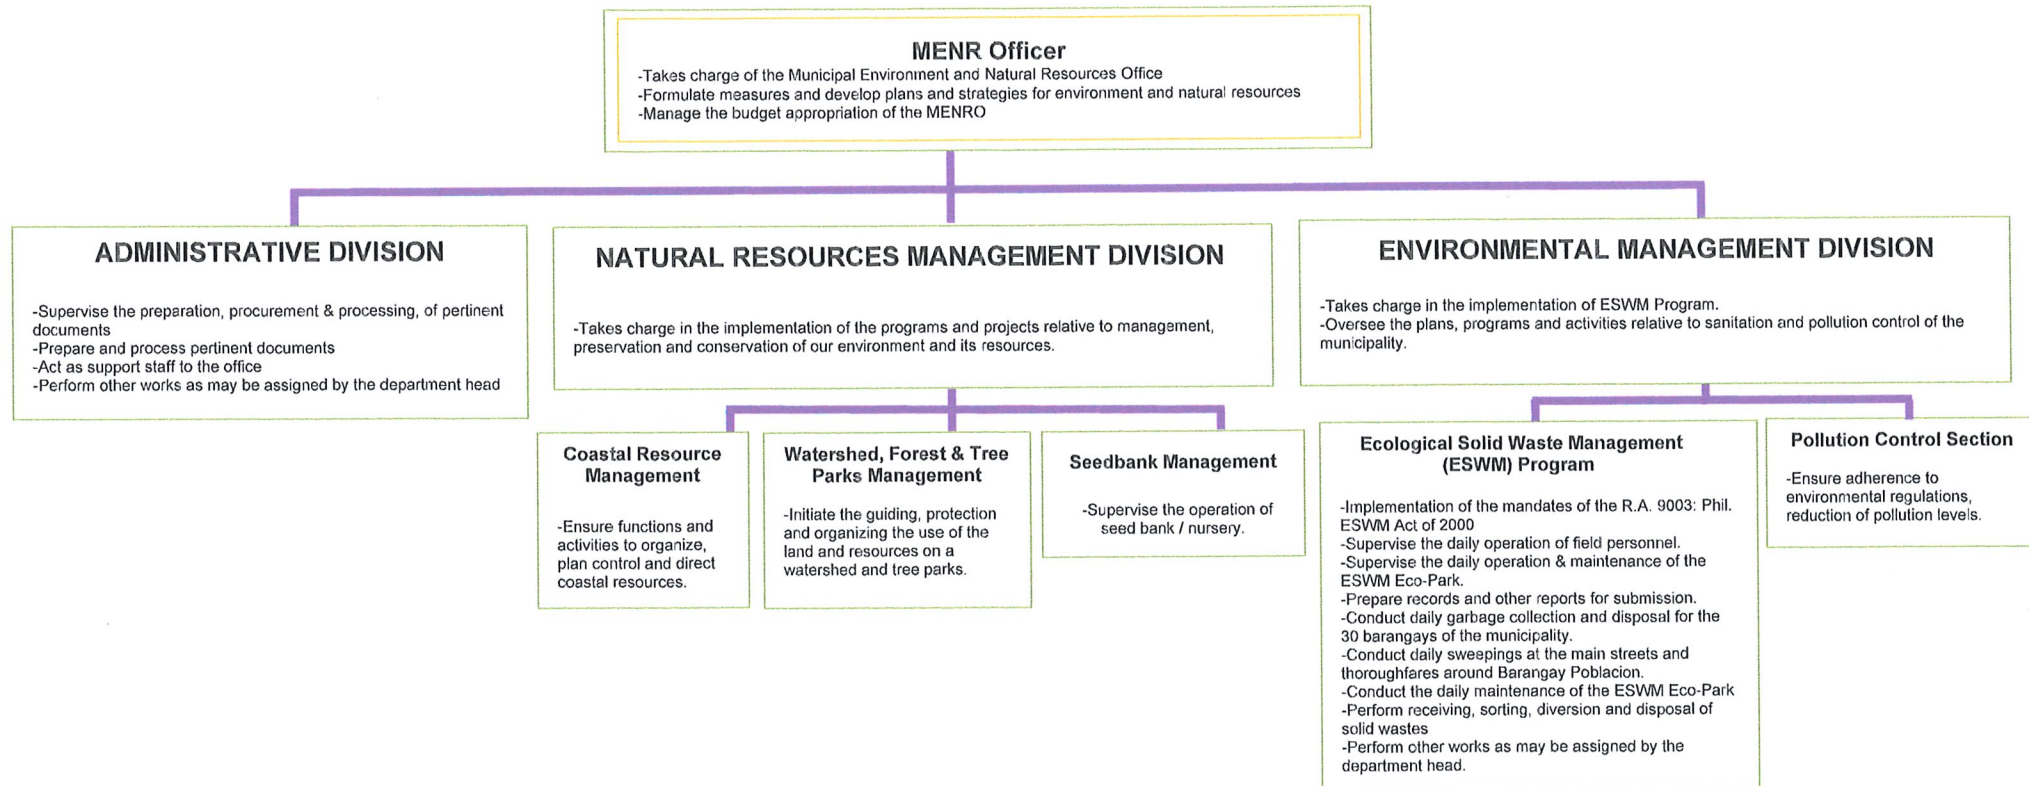 MENR Officer
-Takes charge of the Municipal Environment and Natural Resources Office
-Formulate measures and develop plans and strategies for environment and natural resources
-Manage the budget appropriation of the MENRO
ADMINISTRATIVE DIVISION
-Supervise the preparation, procurement & processing, of pertinent
documents
-Prepare and process pertinent documents
-Act as support staff to the office
-Perform other works as may be assigned by the department head
NATURAL RESOURCES MANAGEMENT DIVISION
-Takes charge in the implementation of the programs and projects relative to management,
preservation and conservation of our environment and its resources.
ENVIRONMENTAL MANAGEMENT DIVISION
-Takes charge in the implementation of ESWM Program.
-Oversee the plans, programs and activities relative to sanitation and pollution control of the
municipality.
Coastal Resource
Management
-Ensure functions and
activities to organize,
plan control and direct
coastal resources.
Watershed, Forest & Tree
Parks Management
-Initiate the guiding, protection
and organizing the use of the
land and resources on a
watershed and tree parks.
Seedbank Management
-Supervise the operation of
seed bank / nursery.
Ecological Solid Waste Management
(ESWM) Program
-Implementation of the mandates of the R.A. 9003: Phil.
ESWM Act of 2000
-Supervise the daily operation of field personnel.
-Supervise the daily operation & maintenance of the
ESWM Eco-Park.
-Prepare records and other reports for submission.
-Conduct daily garbage collection and disposal for the
30 barangays of the municipality.
-Conduct daily sweepings at the main streets and
thoroughfares around Barangay Poblacion.
-Conduct the daily maintenance of the ESWM Eco-Park
-Perform receiving, sorting, diversion and disposal of
solid wastes
-Perform other works as may be assigned by the
department head.
Pollution Control Section
-Ensure adherence to
environmental regulations,
reduction of pollution levels.